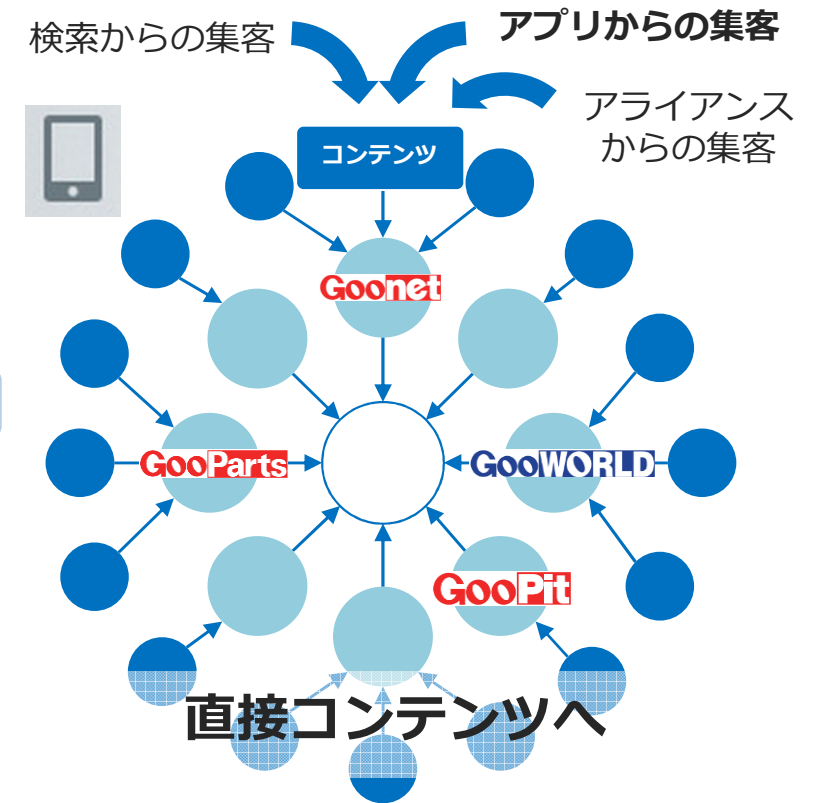 検索からの集客
アプリからの集客
アライアンス
からの集客
コンテンツ
Goonet
GooParts
GooWORLD
GooPit
直接コンテンツへ